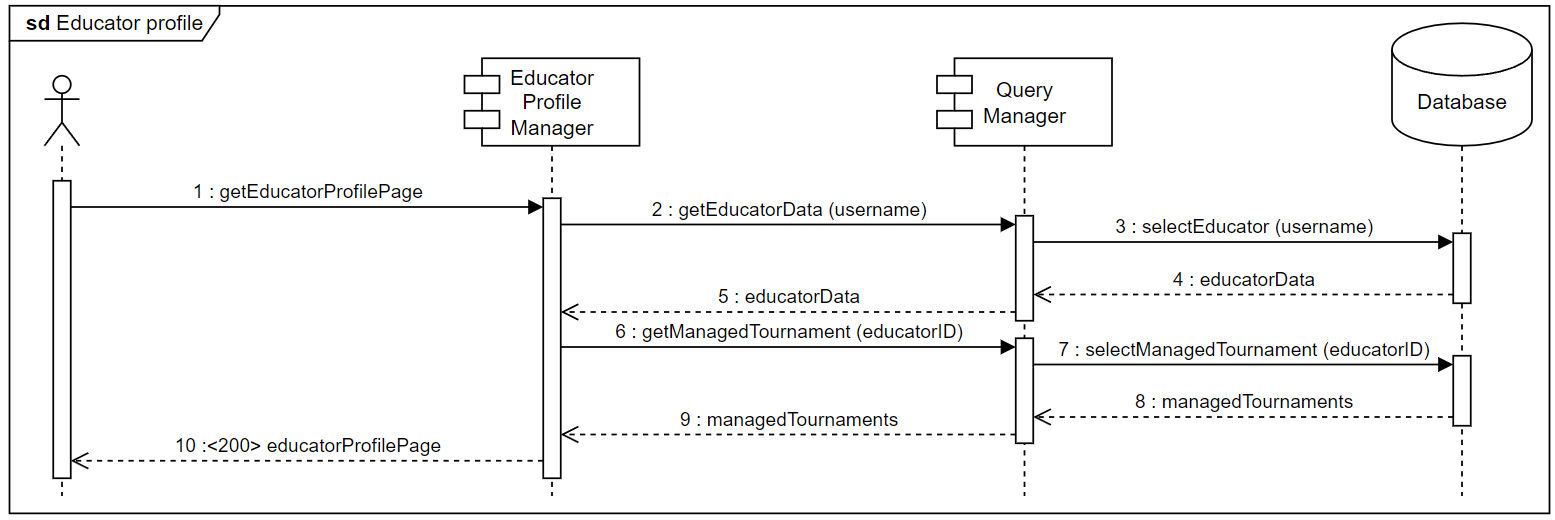 sd Educator profile
Educator
Profile
Manager
Query
Manager
Database
1 : getEducatorProfilePage
2 : getEducatorData (username)
3 : selectEducator (username)
4 : educatorData
5 : educatorData
6 : getManagedTournament (educatorID)
7 : selectManagedTournament (educatorID)
8 : managedTournaments
9 : managedTournaments
10 :<200> educatorProfilePage